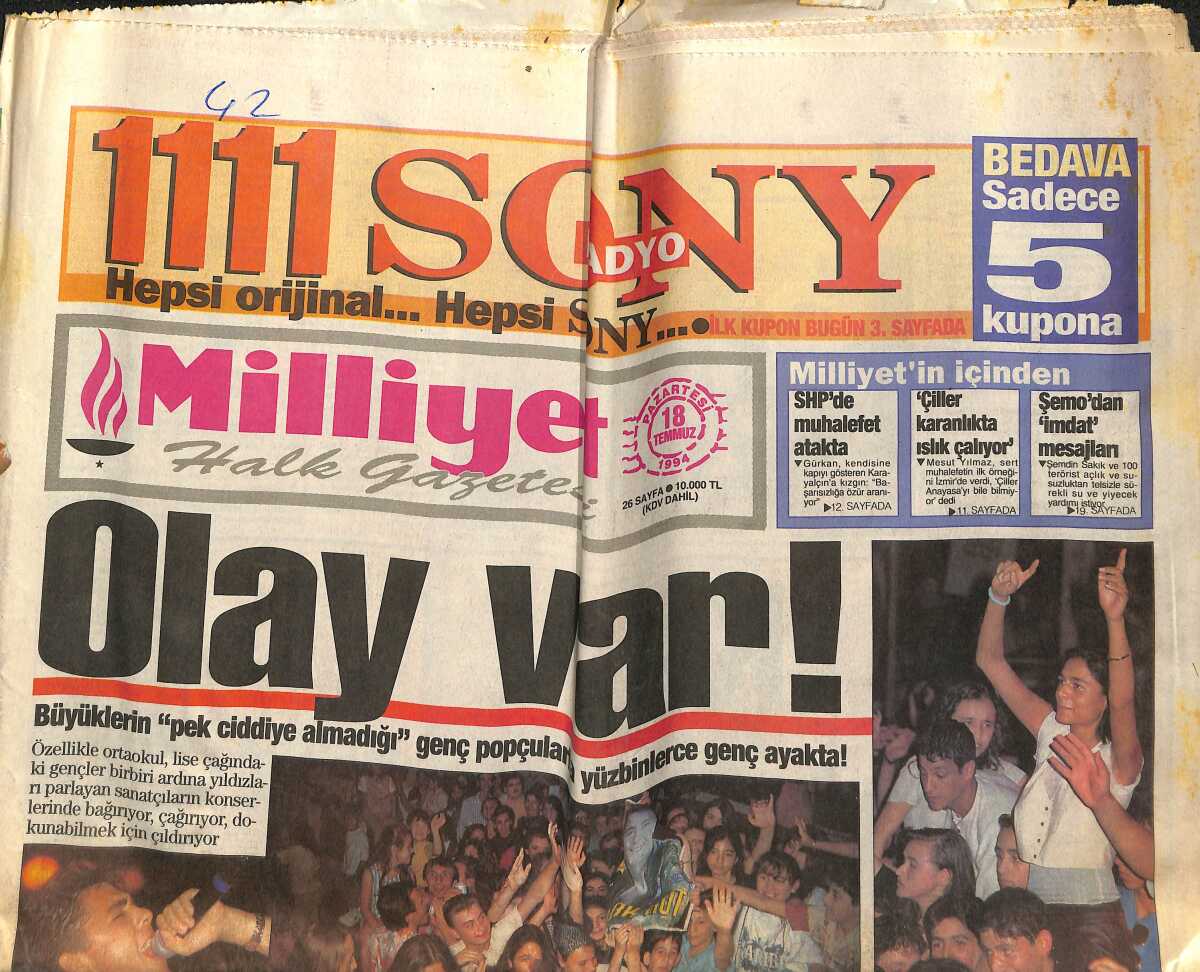 42
1111 SONY
ADYO
Hepsi orijinal... Hepsi SONY...
●İLK KUPON BUGÜN 3. SAYFADA
BEDAVA
Sadece
5
kupona
Milliyet
Halk Gazetesi
PAZARTESİ
18
TEMMUZ
1994
26 SAYFA ● 10.000 TL
(KDV DAHİL)
Milliyet'in içinden
SHP'de
muhalefet
atakta
▼Gürkan, kendisine
kapıyı gösteren Kara-
yalçın'a kızgın: "Ba-
şarısızlığa özür aranı-
yor" ▶12. SAYFADA
'Çiller
karanlıkta
ıslık çalıyor'
▼Mesut Yılmaz, sert
muhalefetin ilk örneği-
ni İzmir'de verdi, 'Çiller
Anayasa'yı bile bilmiy-
or' dedi
▶11. SAYFADA
Şemo'dan
'imdat'
mesajları
▼Şemdin Sakık ve 100
terörist açlık ve su-
suzluktan telsizle sü-
rekli su ve yiyecek
yardımı istiyor
▶19. SAYFADA
Olay var!
Büyüklerin "pek ciddiye almadığı" genç popçular, yüzbinlerce genç ayakta!
Özellikle ortaokul, lise çağında-
ki gençler birbiri ardına yıldızla-
rı parlayan sanatçıların konser-
lerinde bağırıyor, çağırıyor, do-
kunabilmek için çıldırıyor